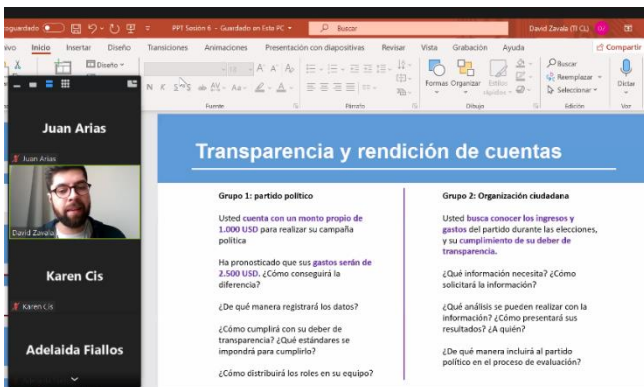 PPT Sesión 6 - Guardado en Este PC
Buscar
David Zavala (TI CL)
Inicio Insertar Diseño Transiciones Animaciones Presentación con diapositivas Revisar Vista Grabación Ayuda Compartir
Diseño
Formas Organizar Estilos rápidos
Buscar
Reemplazar
Seleccionar
Dictar
Fuente Párrafo Dibujo Edición Voz
Juan Arias
Juan Arias
David Zavala
Karen Cis
Karen Cis
Adelaida Fiallos
Transparencia y rendición de cuentas
Grupo 1: partido político
Usted cuenta con un monto propio de
1.000 USD para realizar su campaña
política
Ha pronosticado que sus gastos serán de
2.500 USD. ¿Cómo conseguirá la
diferencia?
¿De qué manera registrará los datos?
¿Cómo cumplirá con su deber de
transparencia? ¿Qué estándares se
impondrá para cumplirlo?
¿Cómo distribuirá los roles en su equipo?
Grupo 2: Organización ciudadana
Usted busca conocer los ingresos y
gastos del partido durante las elecciones,
y su cumplimiento de su deber de
transparencia.
¿Qué información necesita? ¿Cómo
solicitará la información?
¿Qué análisis se pueden realizar con la
información? ¿Cómo presentará sus
resultados? ¿A quién?
¿De qué manera incluirá al partido
político en el proceso de evaluación?